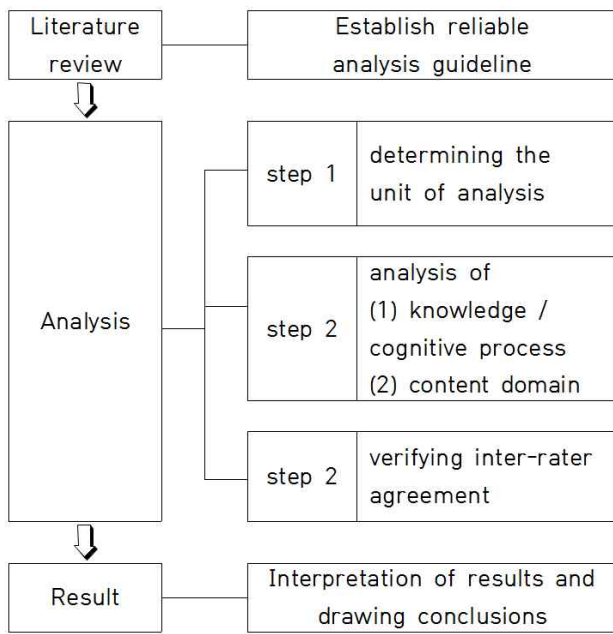 Literature
review
Establish reliable
analysis guideline
Analysis
step 1
determining the
unit of analysis
step 2
analysis of
(1) knowledge /
cognitive process
(2) content domain
step 2
verifying inter-rater
agreement
Result
Interpretation of results and
drawing conclusions